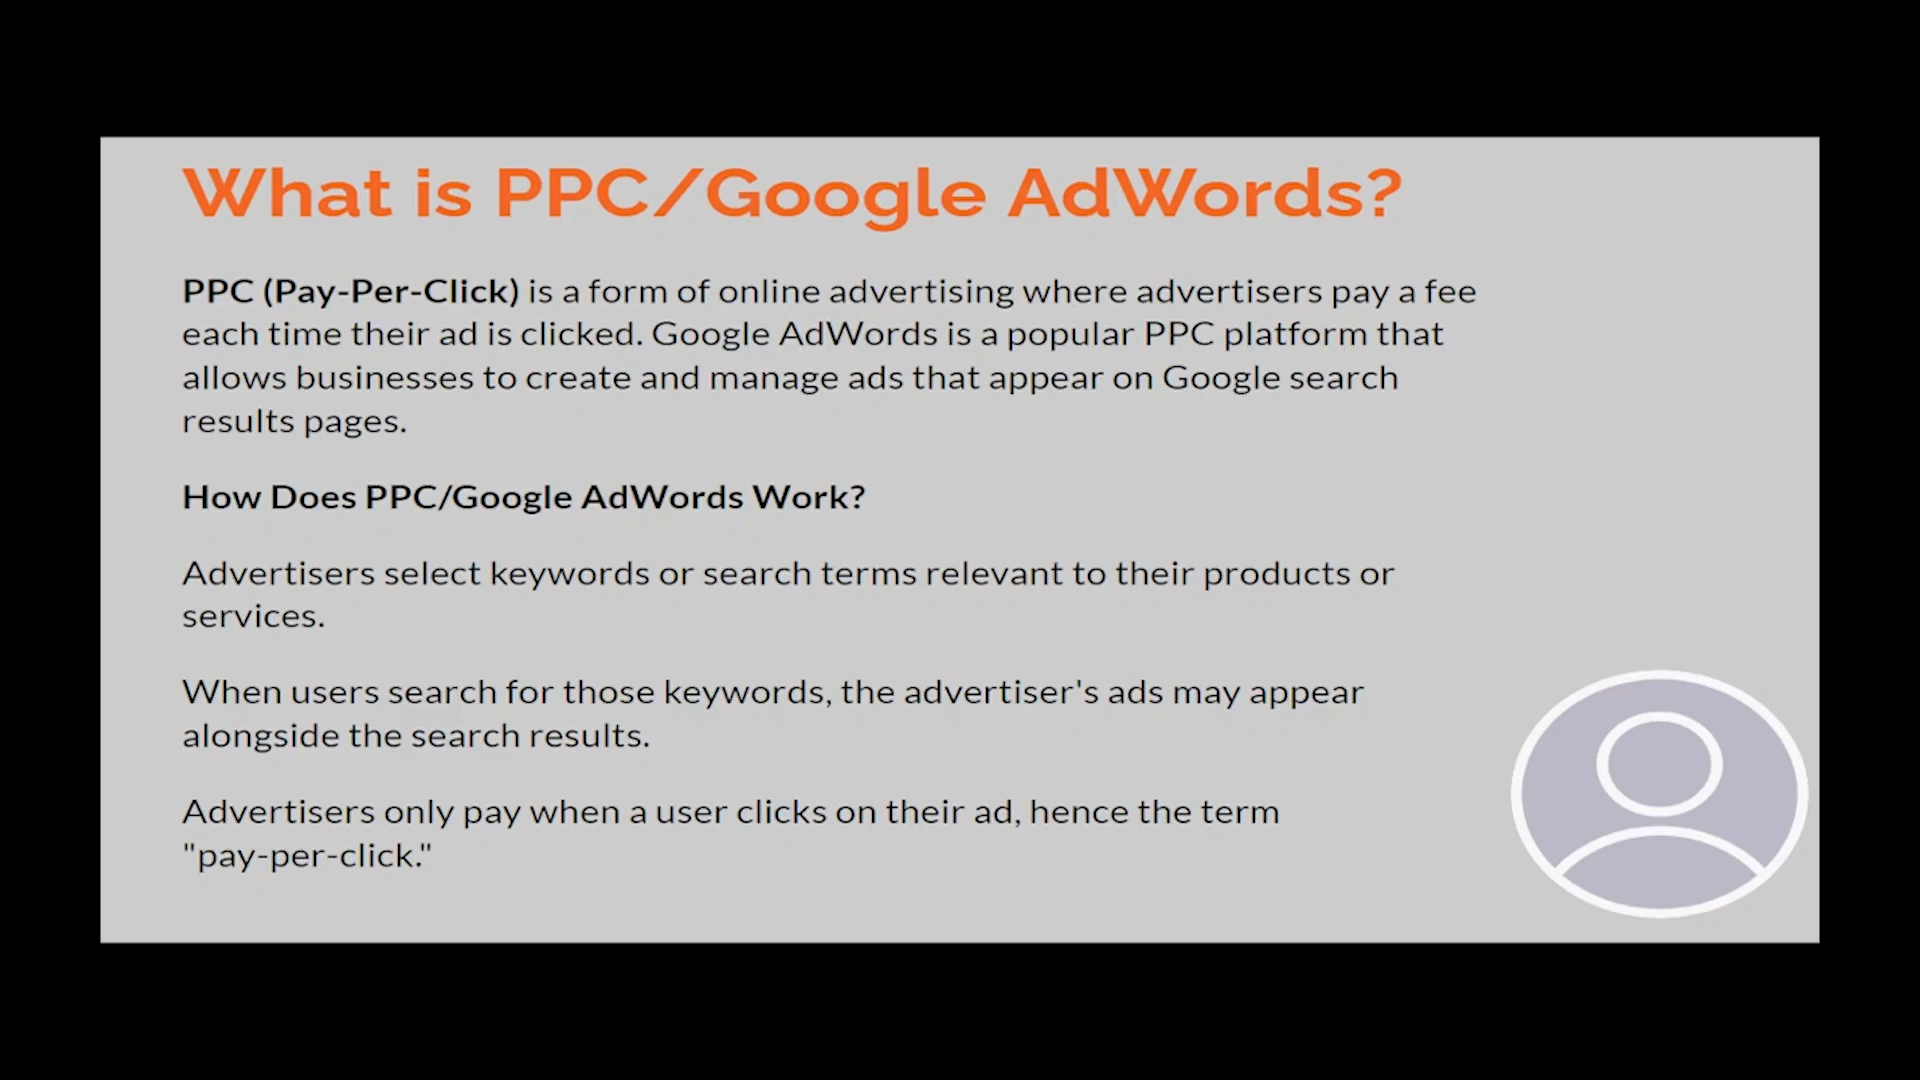 What is PPC/Google AdWords?
PPC (Pay-Per-Click) is a form of online advertising where advertisers pay a fee
each time their ad is clicked. Google AdWords is a popular PPC platform that
allows businesses to create and manage ads that appear on Google search
results pages.
How Does PPC/Google AdWords Work?
Advertisers select keywords or search terms relevant to their products or
services.
When users search for those keywords, the advertiser's ads may appear
alongside the search results.
Advertisers only pay when a user clicks on their ad, hence the term
"pay-per-click."